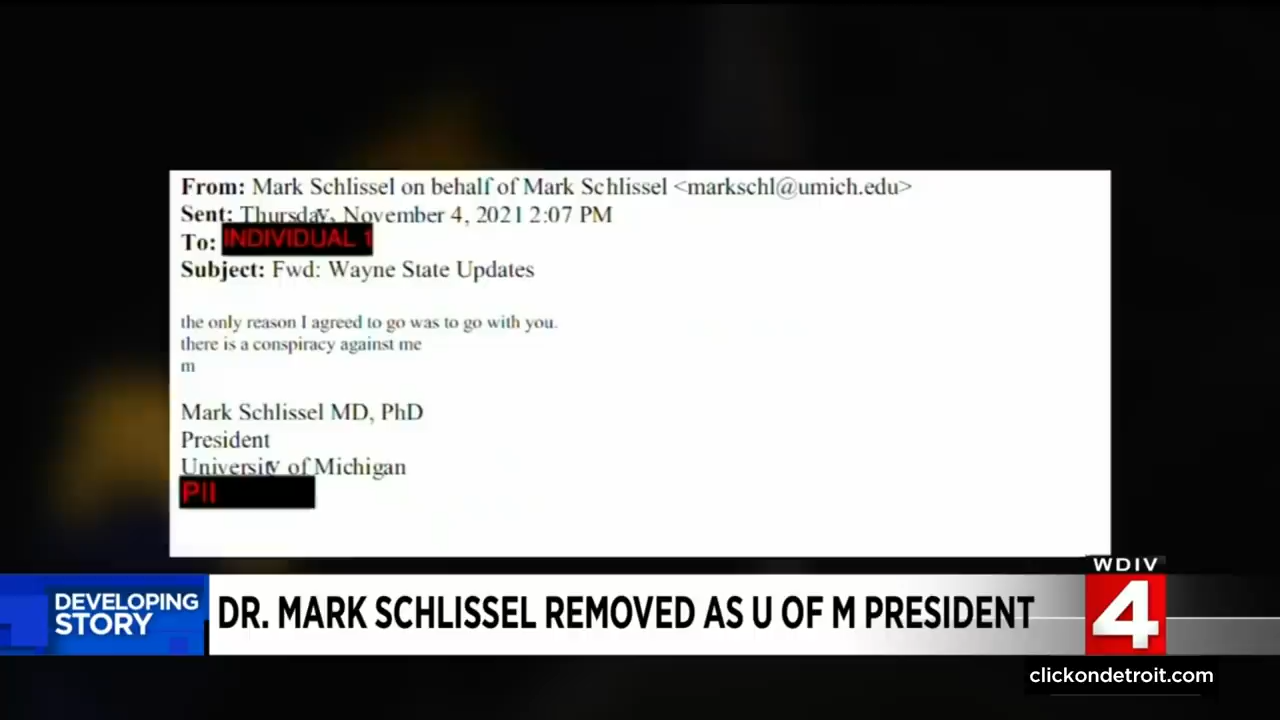 From: Mark Schlissel on behalf of Mark Schlissel <markschl@umich.edu>
Sent: Thursday, November 4, 2021 2:07 PM
To: INDIVIDUAL 1
Subject: Fwd: Wayne State Updates
the only reason I agreed to go was to go with you.
there is a conspiracy against me
m
Mark Schlissel MD, PhD
President
University of Michigan
PII
WDIV
4
DEVELOPING
STORY
DR. MARK SCHLISSEL REMOVED AS U OF M PRESIDENT
clickondetroit.com